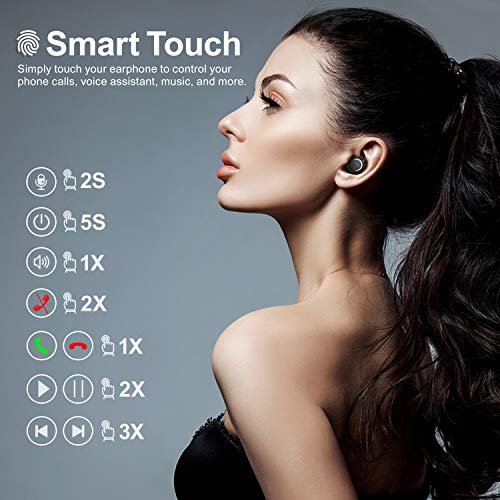 Smart Touch
Simply touch your earphone to control your
phone calls, voice assistant, music, and more.
2S
5S
1X
2X
1X
2X
3X